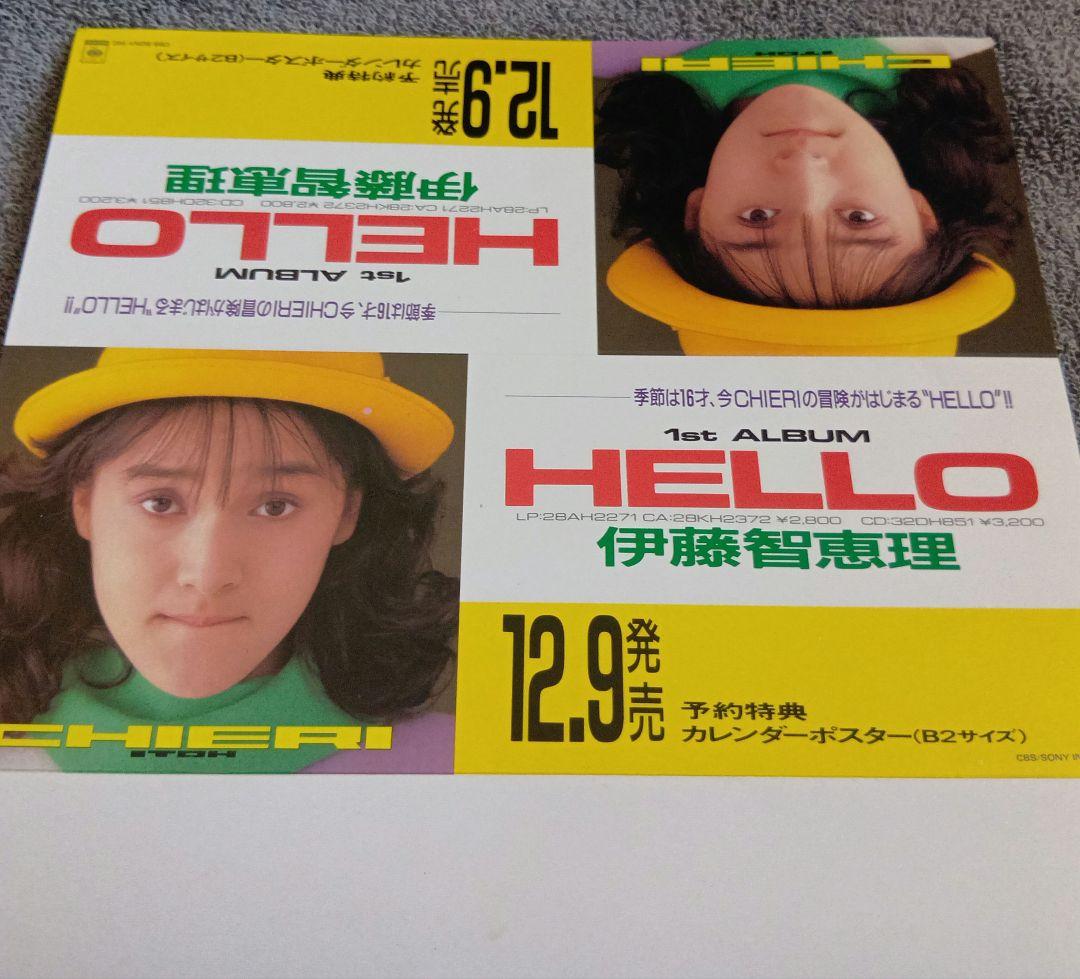 CBS/SONY INC.
予約特典
カレンダーポスター(B2サイズ)
12.9発売
伊藤智恵理
LP:28AH2271 CA:28KH2372 ¥2,800 CD:32DH851 ¥3,200
HELLO
1st ALBUM
季節は16才、今CHIERIの冒険がはじまる"HELLO"!!
CHIERI
ITOH
季節は16才、今CHIERIの冒険がはじまる"HELLO"!!
1st ALBUM
HELLO
LP:28AH2271 CA:28KH2372 ¥2,800 CD:32DH851 ¥3,200
伊藤智恵理
12.9発売
予約特典
カレンダーポスター(B2サイズ)
CBS/SONY IN
CHIERI
ITOH